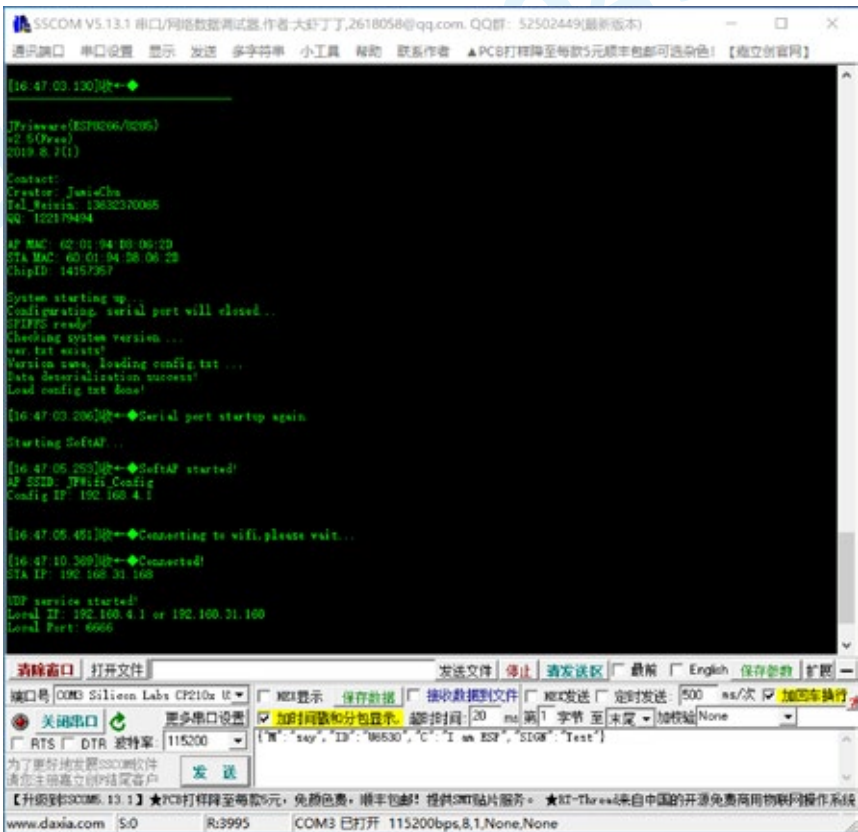 SSCOM V5.13.1 串口/网络数据调试器,作者:大虾丁丁,2618058@qq.com. QQ群: 52502449(最新版本)
通讯端口 串口设置 显示 发送 多字符串 小工具 帮助 联系作者 ▲PCB打样降至每款5元顺丰包邮可选杂色! 【嘉立创官网】
[16:47:03.130]收←◆
JFrimware(ESP8266/8285)
v2.5(Free)
2019.8.7(1)
Contact:
Creator: JamieChu
Tel_Weixin: 13632370065
QQ: 122179494
AP MAC: 62:01:94:D8:06:2D
STA MAC: 60:01:94:D8:06:2D
ChipID: 14157357
System starting up...
Configurating, serial port will closed...
SPIFFS ready!
Checking system version ...
ver.txt exists!
Version same, loading config.txt ...
Data deserialization success!
Load config txt done!
[16:47:03.206]收←◆Serial port startup again
Starting SoftAP...
[16:47:05.253]收←◆SoftAP started!
AP SSID: JFWifi_Config
Config IP: 192.168.4.1
[16:47:05.451]收←◆Connecting to wifi,please wait...
[16:47:10.369]收←◆Connected!
STA IP: 192.168.31.168
UDP service started!
Local IP: 192.168.4.1 or 192.168.31.168
Local Port: 6666
清除窗口 打开文件 发送文件 停止 清发送区 最前 English 保存参数 扩展 —
端口号 COM3 Silicon Labs CP210x U HEX显示 保存数据 接收数据到文件 HEX发送 定时发送: 500 ms/次 加回车换行
关闭串口 更多串口设置 加时间戳和分包显示, 超时时间: 20 ms 第1 字节 至 末尾 加校验 None
RTS DTR 波特率: 115200 {"M":"say","ID":"U6530","C":"I am ESP","SIGN":"Test"}
为了更好地发展SSCOM软件
请您注册嘉立创F结尾客户 发 送
【升级到SSCOM5.13.1】★PCB打样降至每款5元,免颜色费,顺丰包邮! 提供SMT贴片服务。 ★RT-Thread来自中国的开源免费商用物联网操作系统
www.daxia.com S:0 R:3995 COM3 已打开 115200bps,8,1,None,None